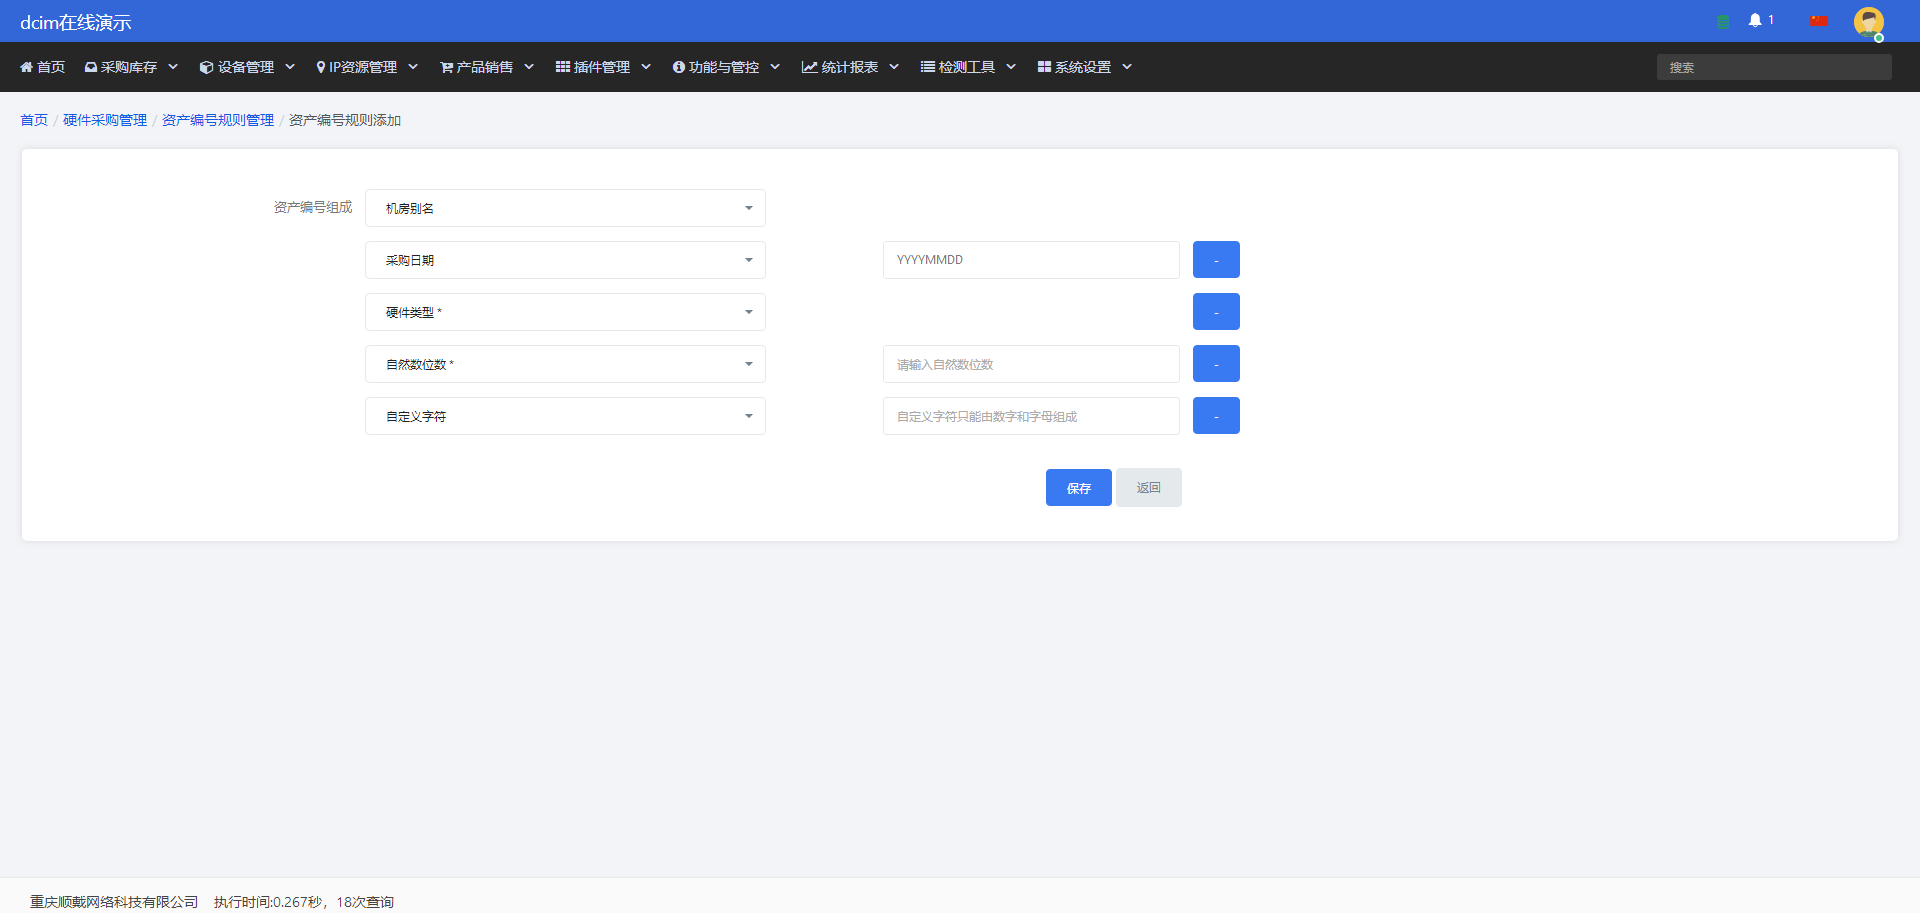 dcim在线演示
1
首页 采购库存 设备管理 IP资源管理 产品销售 插件管理 功能与管控 统计报表 检测工具 系统设置 搜索
首页 / 硬件采购管理 / 资产编号规则管理 / 资产编号规则添加
资产编号组成 机房别名
采购日期 YYYYMMDD -
硬件类型 * -
自然数位数 * 请输入自然数位数 -
自定义字符 自定义字符只能由数字和字母组成 -
保存 返回
重庆顺戴网络科技有限公司 执行时间:0.267秒，18次查询